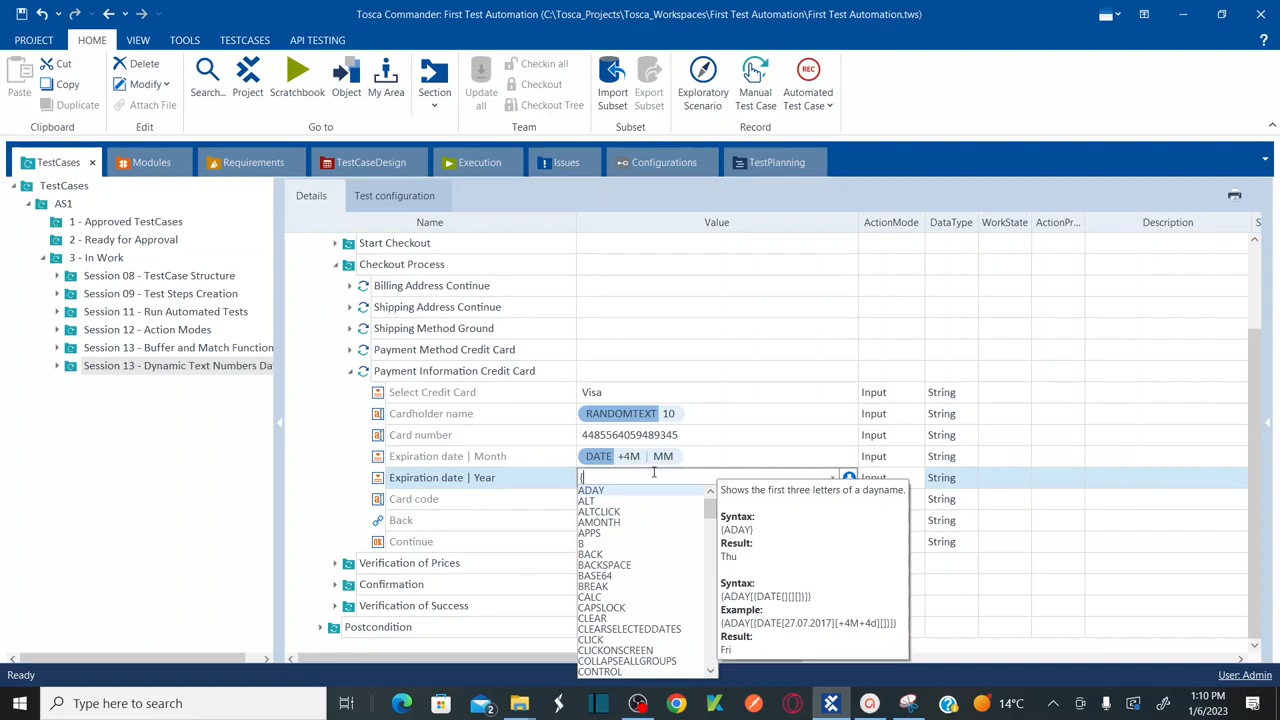 Tosca Commander: First Test Automation (C:\Tosca_Projects\Tosca_Workspaces\First Test Automation\First Test Automation.tws)
PROJECT HOME VIEW TOOLS TESTCASES API TESTING
?
Paste
Cut
Copy
Duplicate
Clipboard
Delete
Modify
Attach File
Edit
Search...
Project
Scratchbook
Object
My Area
Go to
Section
Update all
Checkin all
Checkout
Checkout Tree
Team
Import Subset
Export Subset
Subset
Exploratory Scenario
Manual Test Case
REC
Automated Test Case
Record
TestCases Modules Requirements TestCaseDesign Execution Issues Configurations TestPlanning
TestCases
AS1
1 - Approved TestCases
2 - Ready for Approval
3 - In Work
Session 08 - TestCase Structure
Session 09 - Test Steps Creation
Session 11 - Run Automated Tests
Session 12 - Action Modes
Session 13 - Buffer and Match Function
Session 13 - Dynamic Text Numbers Da
Details Test configuration
Name Value ActionMode DataType WorkState ActionPr... Description S
Start Checkout
Checkout Process
Billing Address Continue
Shipping Address Continue
Shipping Method Ground
Payment Method Credit Card
Payment Information Credit Card
Select Credit Card Visa Input String
Cardholder name RANDOMTEXT 10 Input String
Card number 4485564059489345 Input String
Expiration date | Month DATE +4M | MM Input String
Expiration date | Year { Input String
Card code String
Back String
OK Continue String
Verification of Prices
Confirmation
Verification of Success
Postcondition
ADAY
ALT
ALTCLICK
AMONTH
APPS
B
BACK
BACKSPACE
BASE64
BREAK
CALC
CAPSLOCK
CLEAR
CLEARSELECTEDDATES
CLICK
CLICKONSCREEN
COLLAPSEALLGROUPS
CONTROL
Shows the first three letters of a dayname.
Syntax:
{ADAY}
Result:
Thu
Syntax:
{ADAY[{DATE[][][]}]}
Example:
{ADAY[{DATE[27.07.2017][+4M+4d][]}]}
Result:
Fri
Ready User: Admin
Type here to search
2
14°C
1:10 PM
1/6/2023